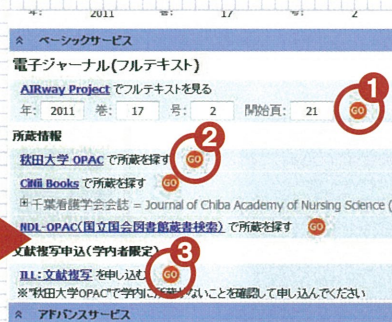 年: 2011 巻: 17 号: 2
ベーシックサービス
電子ジャーナル(フルテキスト)
AIRway Project でフルテキストを見る
年: 2011 巻: 17 号: 2 開始頁: 21 GO
1
所蔵情報
2
秋田大学 OPAC で所蔵を探す GO
CiNii Books で所蔵を探す GO
千葉看護学会会誌 = Journal of Chiba Academy of Nursing Science (
NDL-OPAC(国立国会図書館蔵書検索) で所蔵を探す GO
文献複写申込(学内者限定)
3
ILL:文献複写 を申し込む GO
※"秋田大学OPAC"で学内に所蔵がないことを確認して申し込んでください
アドバンスサービス